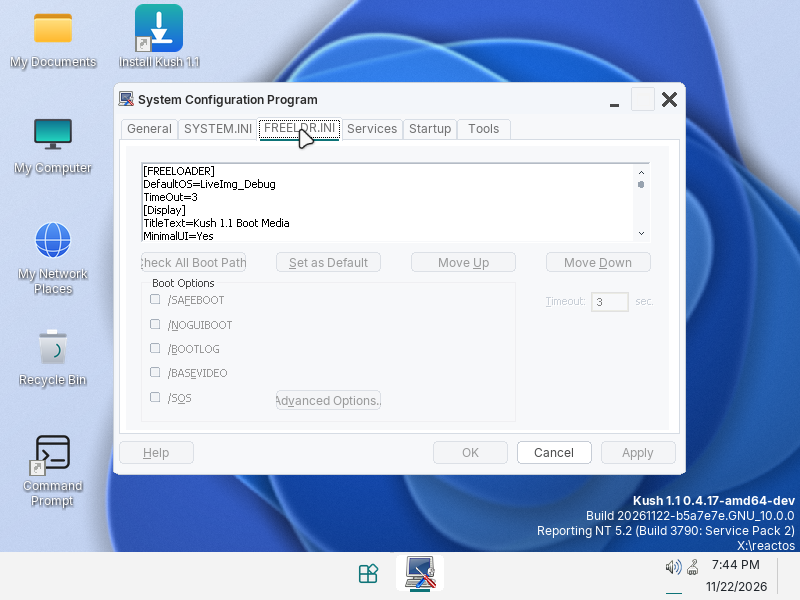 My Documents
Install Kush 1.1
My Computer
My Network
Places
Recycle Bin
Command
Prompt
System Configuration Program
General
SYSTEM.INI
FREELDR.INI
Services
Startup
Tools
[FREELOADER]
DefaultOS=LiveImg_Debug
TimeOut=3
[Display]
TitleText=Kush 1.1 Boot Media
MinimalUI=Yes
heck All Boot Path
Set as Default
Move Up
Move Down
Boot Options
/SAFEBOOT
/NOGUIBOOT
/BOOTLOG
/BASEVIDEO
/SOS
Advanced Options..
Timeout: 3 sec.
Help
OK
Cancel
Apply
Kush 1.1 0.4.17-amd64-dev
Build 20261122-b5a7e7e.GNU_10.0.0
Reporting NT 5.2 (Build 3790: Service Pack 2)
X:\reactos
7:44 PM
11/22/2026